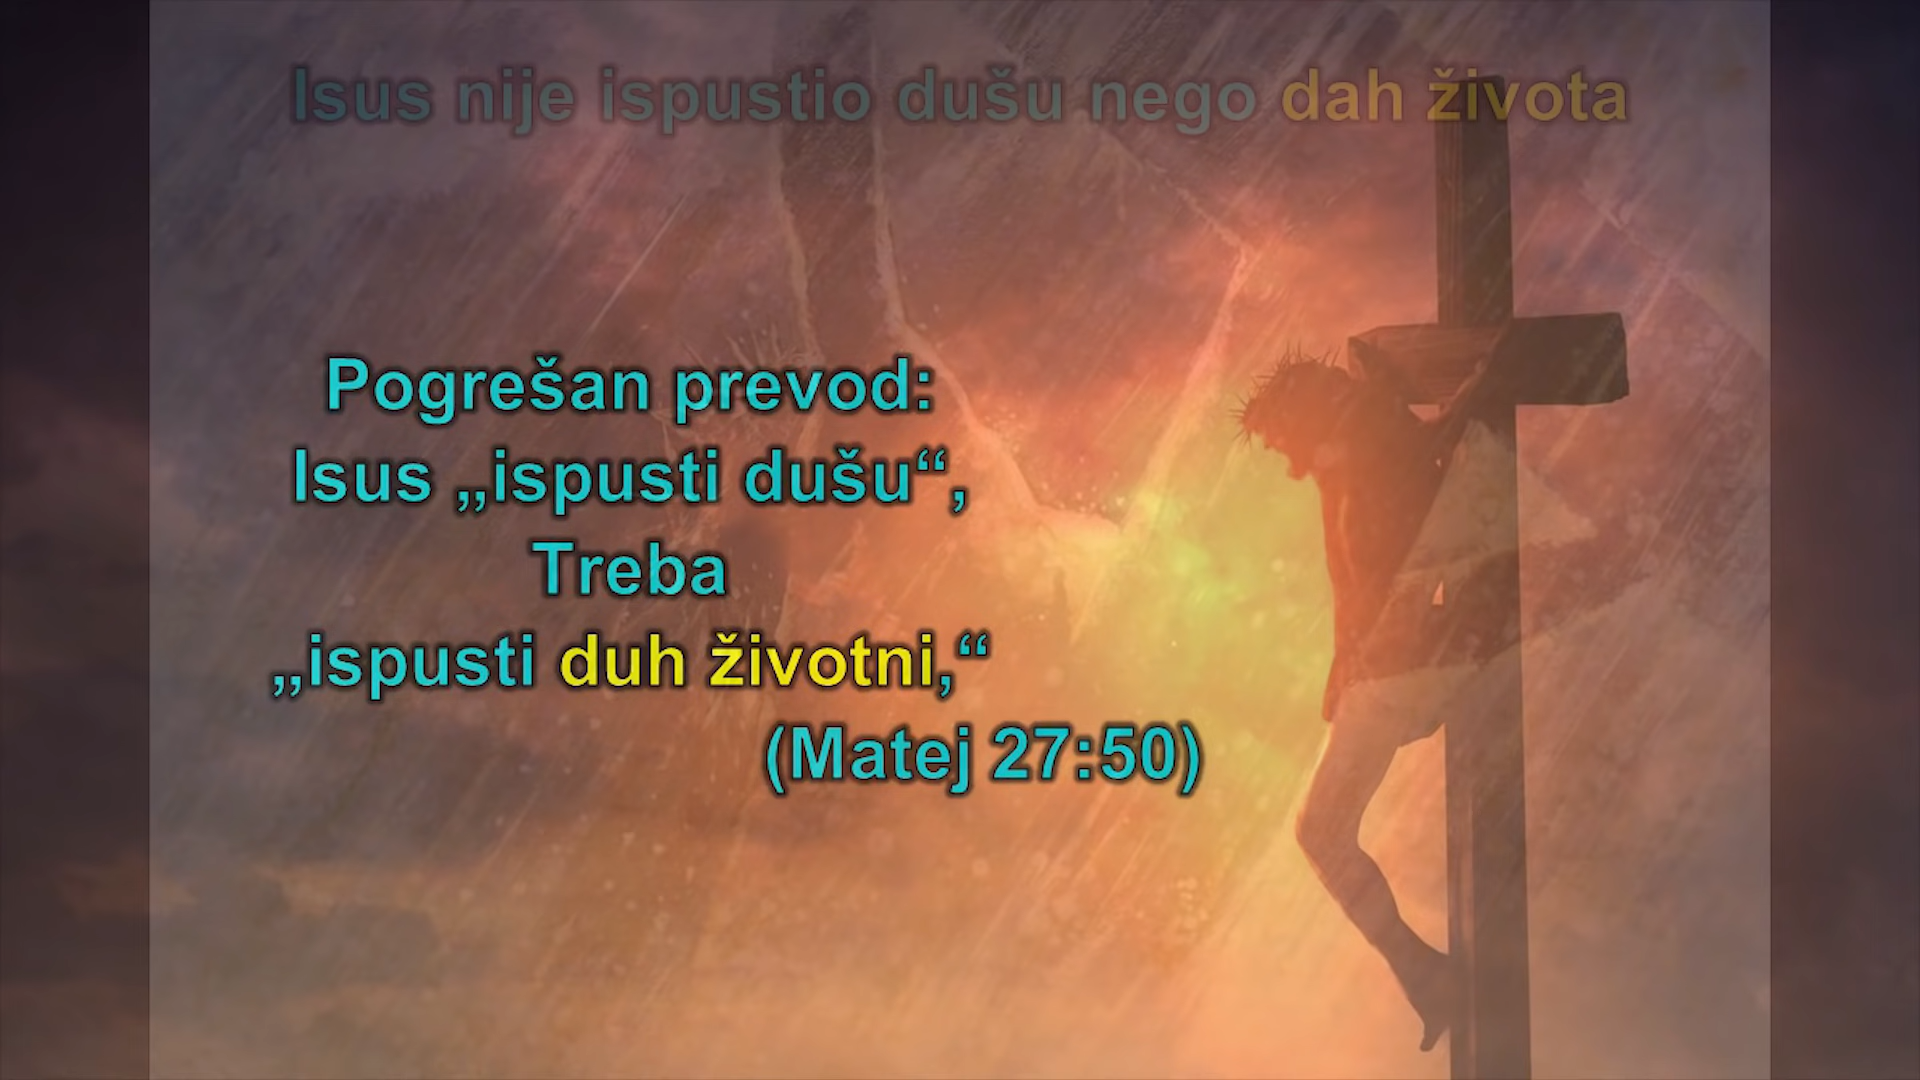 Isus nije ispustio dušu nego dah života
Pogrešan prevod:
Isus „ispusti dušu“,
Treba
„ispusti duh životni,“
(Matej 27:50)